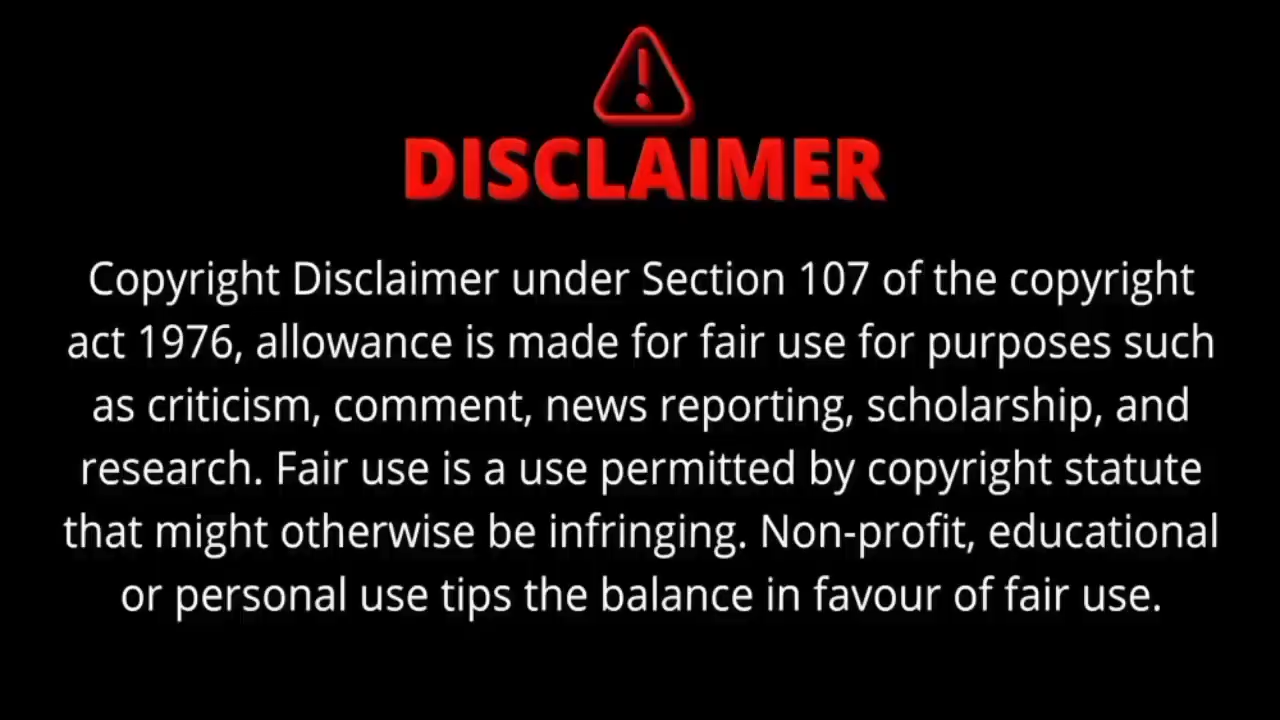 DISCLAIMER
Copyright Disclaimer under Section 107 of the copyright
act 1976, allowance is made for fair use for purposes such
as criticism, comment, news reporting, scholarship, and
research. Fair use is a use permitted by copyright statute
that might otherwise be infringing. Non-profit, educational
or personal use tips the balance in favour of fair use.